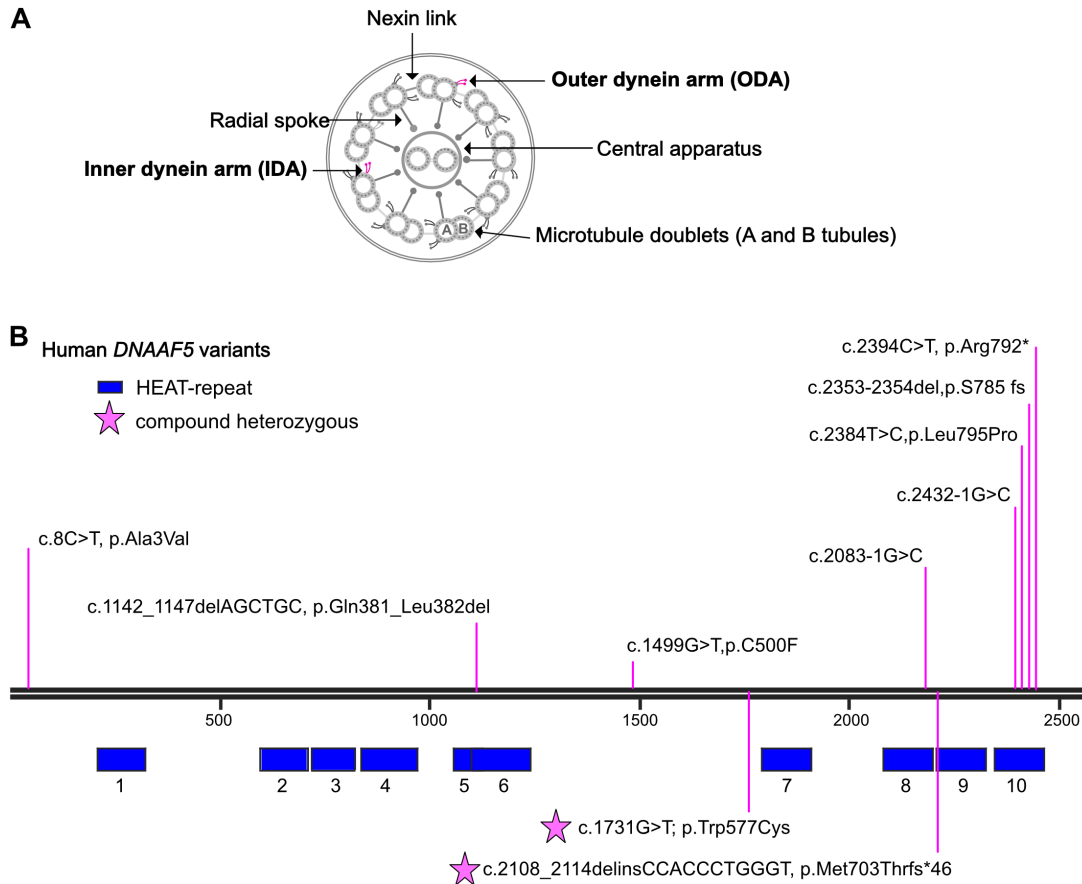 A
Nexin link
Outer dynein arm (ODA)
Radial spoke
Central apparatus
Inner dynein arm (IDA)
A B
Microtubule doublets (A and B tubules)
B
Human DNAAF5 variants
HEAT-repeat
compound heterozygous
c.2394C>T, p.Arg792*
c.2353-2354del,p.S785 fs
c.2384T>C,p.Leu795Pro
c.2432-1G>C
c.8C>T, p.Ala3Val
c.2083-1G>C
c.1142_1147delAGCTGC, p.Gln381_Leu382del
c.1499G>T,p.C500F
500 1000 1500 2000 2500
1 2 3 4 5 6 7 8 9 10
c.1731G>T; p.Trp577Cys
c.2108_2114delinsCCACCCTGGGT, p.Met703Thrfs*46